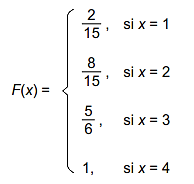 F(x) =
2/15 , si x = 1
8/15 , si x = 2
5/6 , si x = 3
1, si x = 4